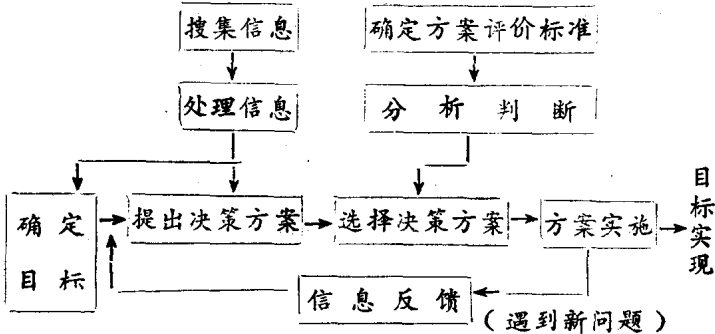 搜集信息
确定方案评价标准
处理信息
分析判断
确定
目标
提出决策方案
选择决策方案
方案实施
目标实现
信息反馈
(遇到新问题)